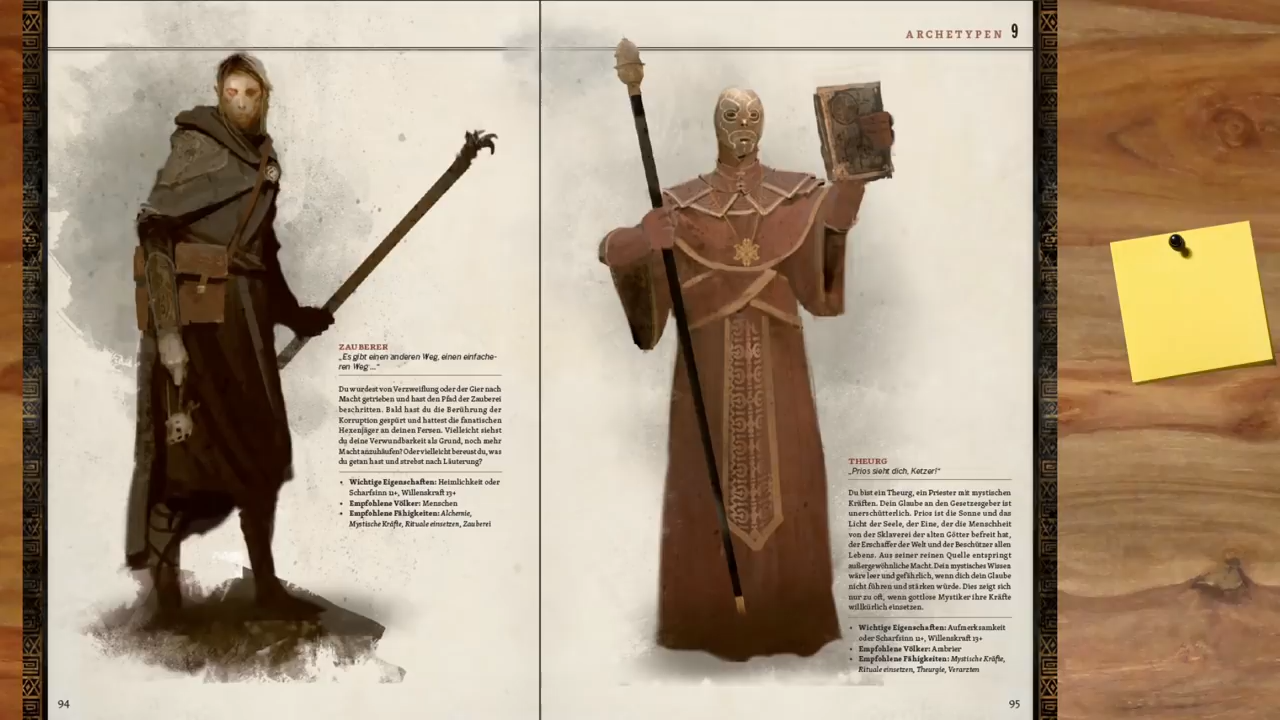 ARCHETYPEN 9
ZAUBERER
„Es gibt einen anderen Weg, einen einfache-
ren Weg ...“
Du wurdest von Verzweiflung oder der Gier nach
Macht getrieben und hast den Pfad der Zauberei
beschritten. Bald hast du die Berührung der
Korruption gespürt und hattest die fanatischen
Hexenjäger an deinen Fersen. Vielleicht siehst
du deine Verwundbarkeit als Grund, noch mehr
Macht anzuhäufen? Oder vielleicht bereust du, was
du getan hast und strebst nach Läuterung?
• Wichtige Eigenschaften: Heimlichkeit oder
Scharfsinn 11+, Willenskraft 13+
• Empfohlene Völker: Menschen
• Empfohlene Fähigkeiten: Alchemie,
Mystische Kräfte, Rituale einsetzen, Zauberei
94
THEURG
„Prios sieht dich, Ketzer!“
Du bist ein Theurg, ein Priester mit mystischen
Kräften. Dein Glaube an den Gesetzesgeber ist
unerschütterlich. Prios ist die Sonne und das
Licht der Seele, der Eine, der die Menschheit
von der Sklaverei der alten Götter befreit hat,
der Erschaffer der Welt und der Beschützer allen
Lebens. Aus seiner reinen Quelle entspringt
außergewöhnliche Macht. Dein mystisches Wissen
wäre leer und gefährlich, wenn dich dein Glaube
nicht führen und stärken würde. Dies zeigt sich
nur zu oft, wenn gottlose Mystiker ihre Kräfte
willkürlich einsetzen.
• Wichtige Eigenschaften: Aufmerksamkeit
oder Scharfsinn 11+, Willenskraft 13+
• Empfohlene Völker: Ambrier
• Empfohlene Fähigkeiten: Mystische Kräfte,
Rituale einsetzen, Theurgie, Verarzten
95